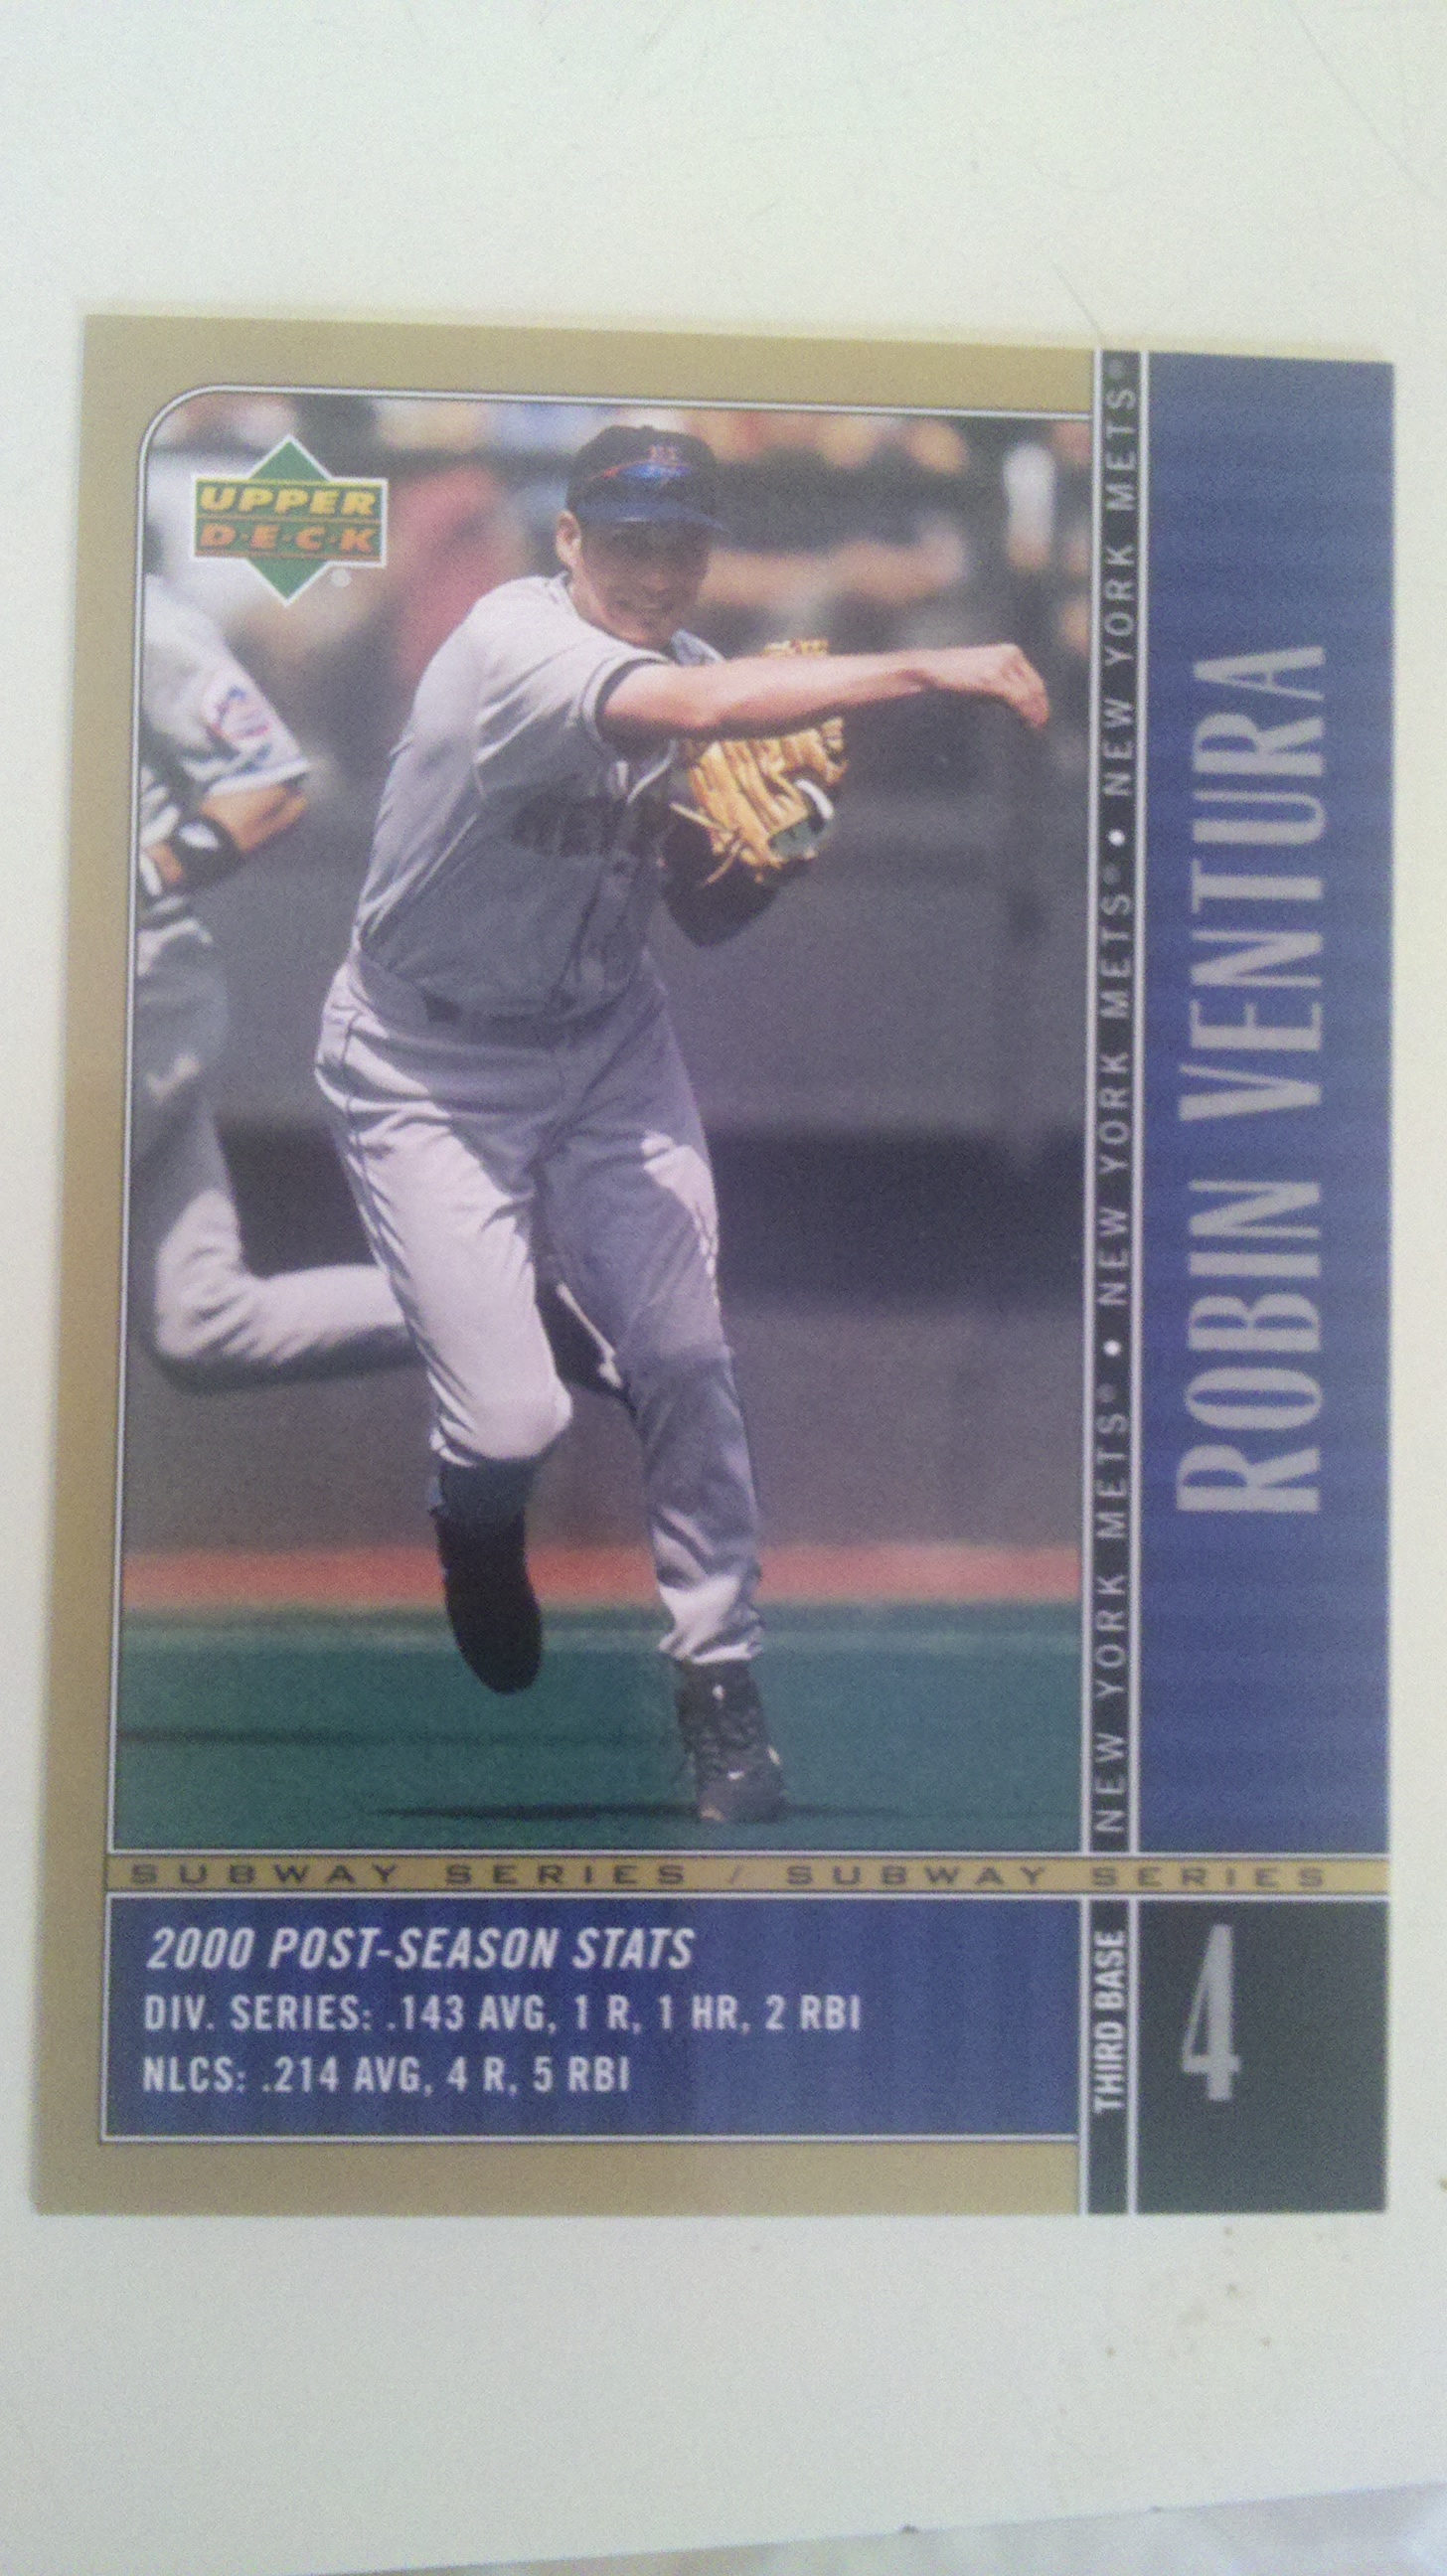 UPPER
D·E·C·K
®
NEW YORK METS® • NEW YORK METS® • NEW YORK METS®
ROBIN VENTURA
SUBWAY SERIES / SUBWAY SERIES
2000 POST-SEASON STATS
DIV. SERIES: .143 AVG, 1 R, 1 HR, 2 RBI
NLCS: .214 AVG, 4 R, 5 RBI
THIRD BASE
4